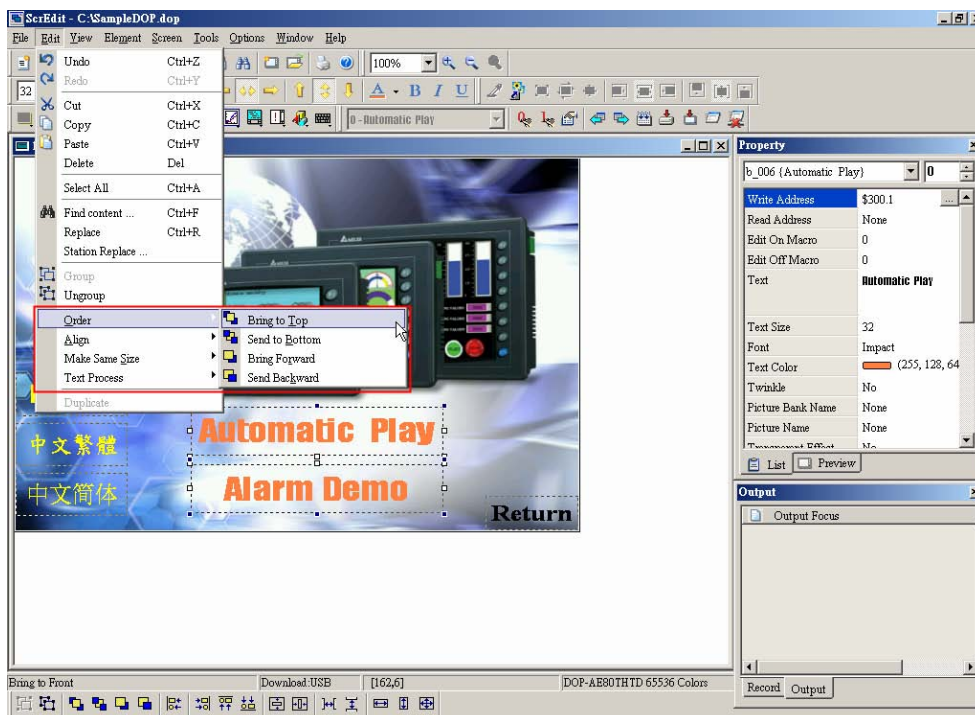 ScrEdit - C:\SampleDOP.dop
File Edit View Element Screen Tools Options Window Help
100%
32
B I U
0 - Automatic Play
Undo Ctrl+Z
Redo Ctrl+Y
Cut Ctrl+X
Copy Ctrl+C
Paste Ctrl+V
Delete Del
Select All Ctrl+A
Find content ... Ctrl+F
Replace Ctrl+R
Station Replace ...
Group
Ungroup
Order
Align
Make Same Size
Text Process
Duplicate
Bring to Top
Send to Bottom
Bring Forward
Send Backward
中文繁體
中文简体
Automatic Play
Alarm Demo
Return
Property
b_006 {Automatic Play} 0
Write Address $300.1 ...
Read Address None
Edit On Macro 0
Edit Off Macro 0
Text Automatic Play
Text Size 32
Font Impact
Text Color (255, 128, 64
Twinkle No
Picture Bank Name None
Picture Name None
Transparent Effect No
List Preview
Output
Output Focus
Record Output
Bring to Front Download:USB [162,6] DOP-AE80THTD 65536 Colors